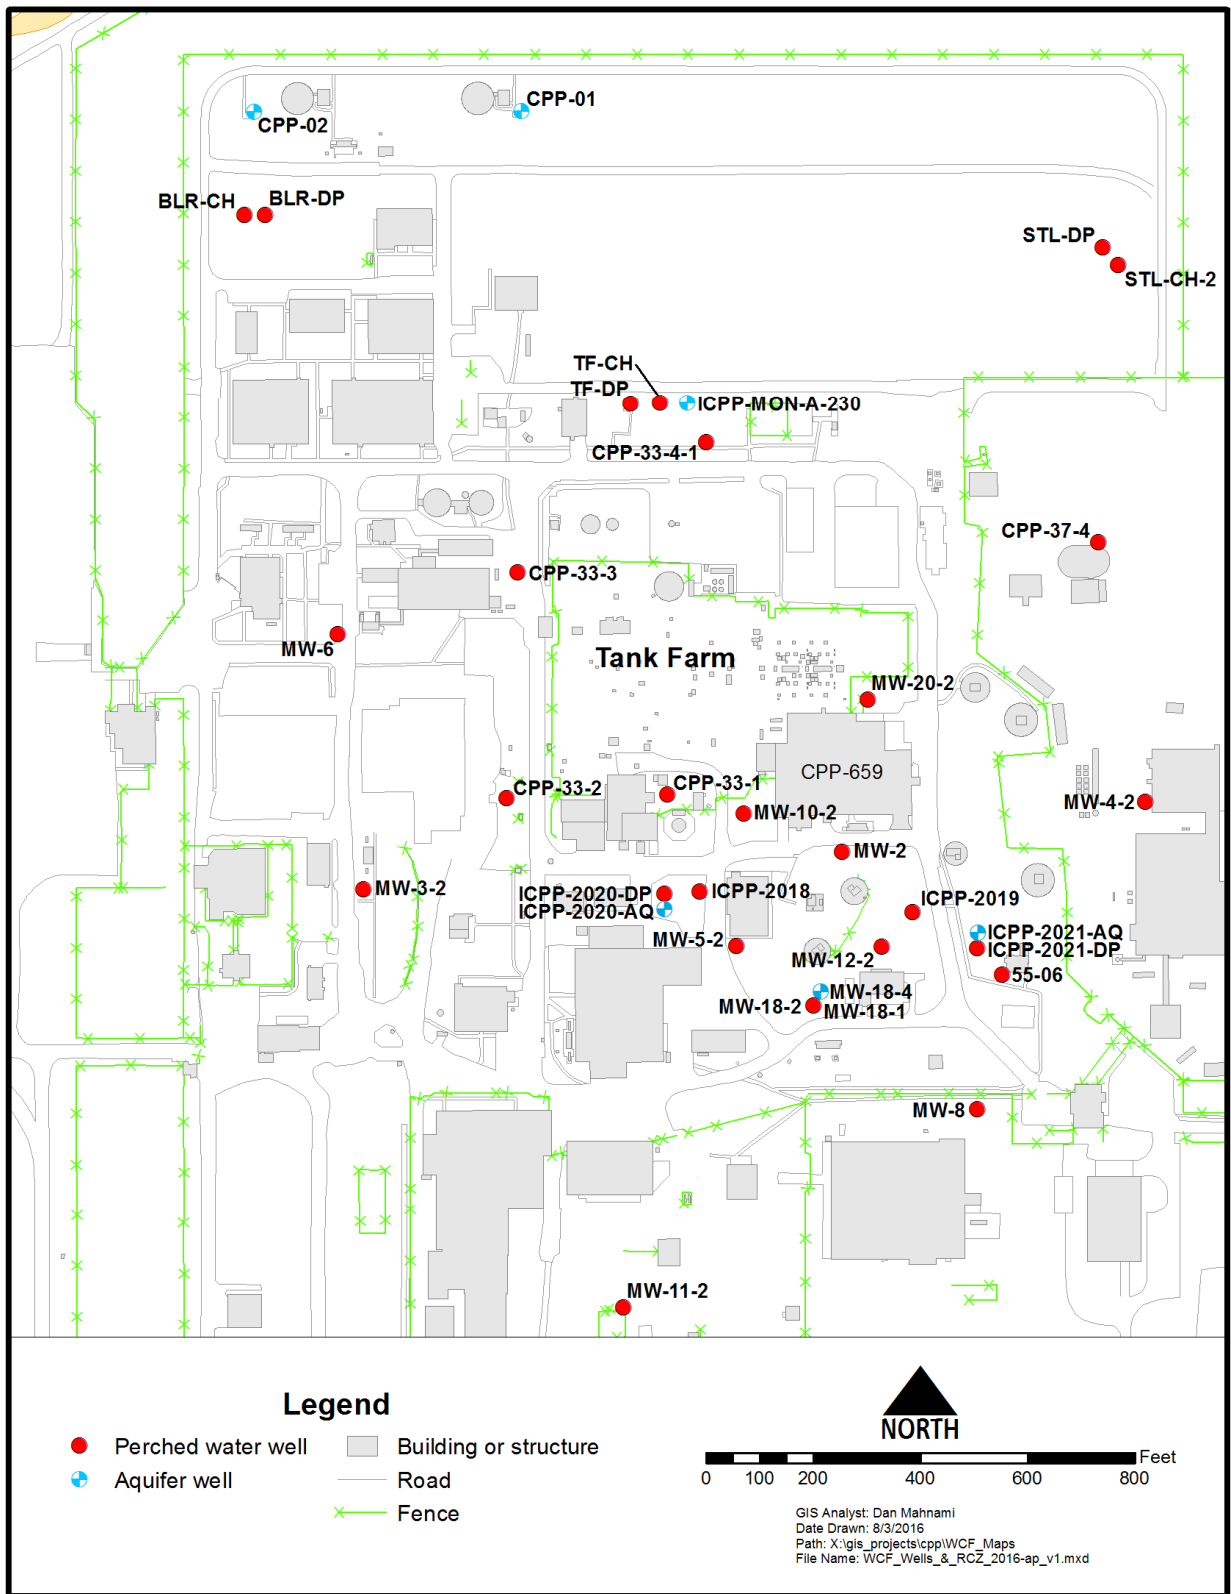 CPP-01
CPP-02
BLR-CH
BLR-DP
STL-DP
STL-CH-2
TF-CH
TF-DP
ICPP-MON-A-230
CPP-33-4-1
CPP-37-4
CPP-33-3
MW-6
Tank Farm
MW-20-2
CPP-659
CPP-33-2
CPP-33-1
MW-10-2
MW-4-2
MW-2
MW-3-2
ICPP-2020-DP
ICPP-2018
ICPP-2020-AQ
ICPP-2019
MW-5-2
MW-12-2
ICPP-2021-AQ
ICPP-2021-DP
55-06
MW-18-4
MW-18-2
MW-18-1
MW-8
MW-11-2
Legend
Perched water well
Building or structure
Aquifer well
Road
Fence
NORTH
Feet
0 100 200 400 600 800
GIS Analyst: Dan Mahnami
Date Drawn: 8/3/2016
Path: X:\gis_projects\cpp\WCF_Maps
File Name: WCF_Wells_&_RCZ_2016-ap_v1.mxd